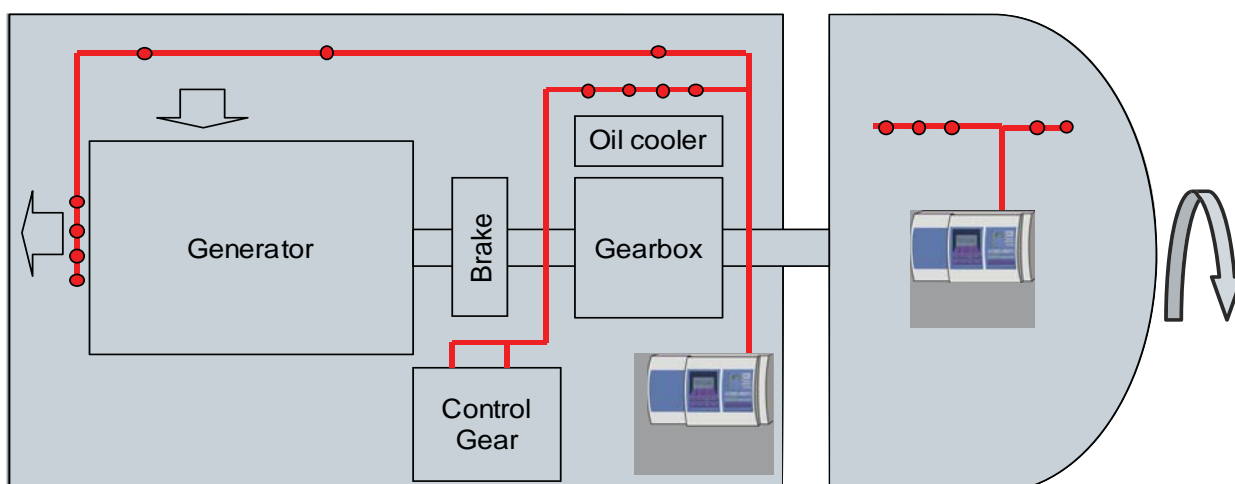 Oil cooler
Generator
Brake
Gearbox
Control
Gear